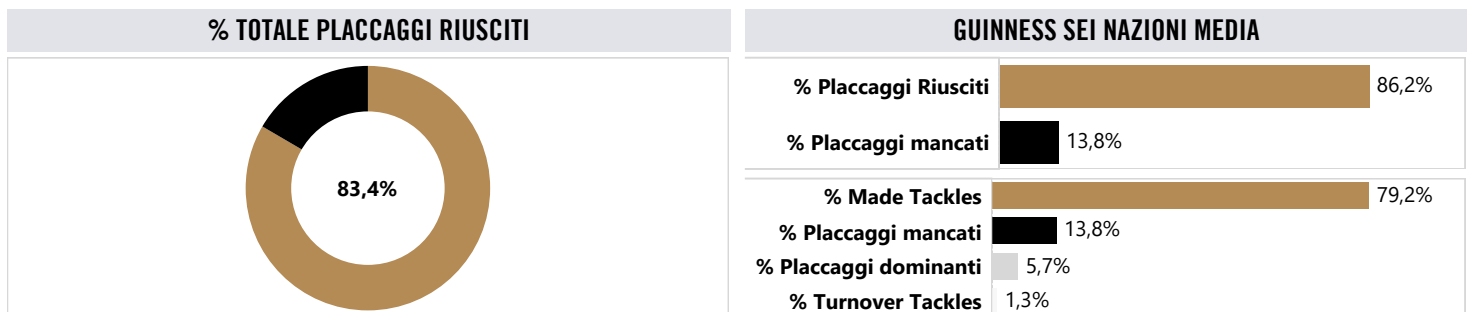 % TOTALE PLACCAGGI RIUSCITI
83,4%
GUINNESS SEI NAZIONI MEDIA
% Placcaggi Riusciti 86,2%
% Placcaggi mancati 13,8%
% Made Tackles 79,2%
% Placcaggi mancati 13,8%
% Placcaggi dominanti 5,7%
% Turnover Tackles 1,3%